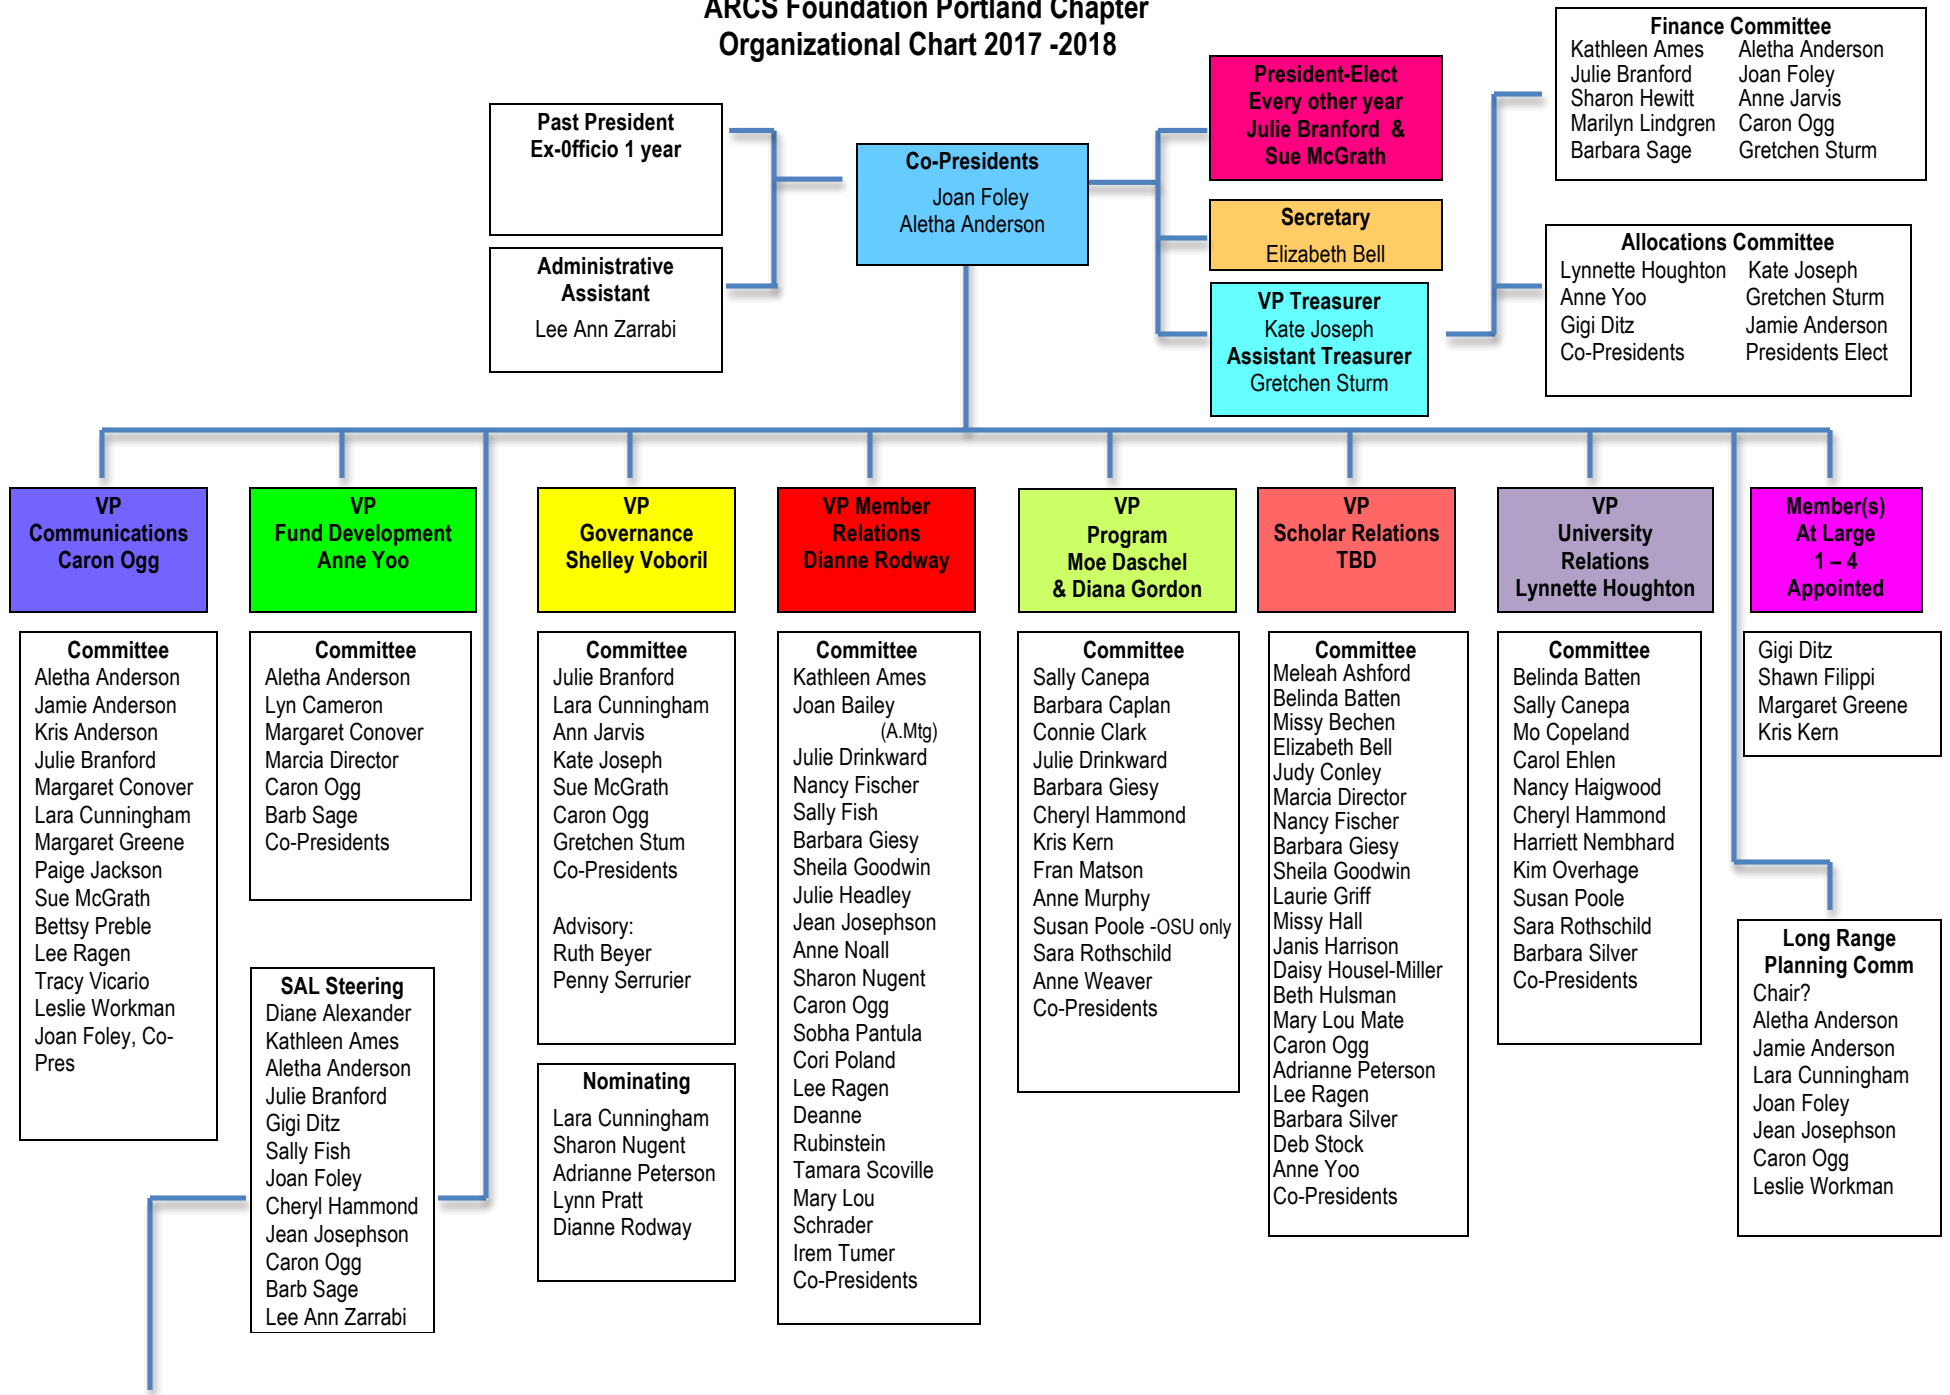 ARCS Foundation Portland Chapter
Organizational Chart 2017 -2018
Past President
Ex-0fficio 1 year
Administrative
Assistant
Lee Ann Zarrabi
Co-Presidents
Joan Foley
Aletha Anderson
President-Elect
Every other year
Julie Branford &
Sue McGrath
Secretary
Elizabeth Bell
VP Treasurer
Kate Joseph
Assistant Treasurer
Gretchen Sturm
Finance Committee
Kathleen Ames Aletha Anderson
Julie Branford Joan Foley
Sharon Hewitt Anne Jarvis
Marilyn Lindgren Caron Ogg
Barbara Sage Gretchen Sturm
Allocations Committee
Lynnette Houghton Kate Joseph
Anne Yoo Gretchen Sturm
Gigi Ditz Jamie Anderson
Co-Presidents Presidents Elect
VP
Communications
Caron Ogg
Committee
Aletha Anderson
Jamie Anderson
Kris Anderson
Julie Branford
Margaret Conover
Lara Cunningham
Margaret Greene
Paige Jackson
Sue McGrath
Bettsy Preble
Lee Ragen
Tracy Vicario
Leslie Workman
Joan Foley, Co-
Pres
VP
Fund Development
Anne Yoo
Committee
Aletha Anderson
Lyn Cameron
Margaret Conover
Marcia Director
Caron Ogg
Barb Sage
Co-Presidents
SAL Steering
Diane Alexander
Kathleen Ames
Aletha Anderson
Julie Branford
Gigi Ditz
Sally Fish
Joan Foley
Cheryl Hammond
Jean Josephson
Caron Ogg
Barb Sage
Lee Ann Zarrabi
VP
Governance
Shelley Voboril
Committee
Julie Branford
Lara Cunningham
Ann Jarvis
Kate Joseph
Sue McGrath
Caron Ogg
Gretchen Stum
Co-Presidents
Advisory:
Ruth Beyer
Penny Serrurier
Nominating
Lara Cunningham
Sharon Nugent
Adrianne Peterson
Lynn Pratt
Dianne Rodway
VP Member
Relations
Dianne Rodway
Committee
Kathleen Ames
Joan Bailey
(A.Mtg)
Julie Drinkward
Nancy Fischer
Sally Fish
Barbara Giesy
Sheila Goodwin
Julie Headley
Jean Josephson
Anne Noall
Sharon Nugent
Caron Ogg
Sobha Pantula
Cori Poland
Lee Ragen
Deanne
Rubinstein
Tamara Scoville
Mary Lou
Schrader
Irem Tumer
Co-Presidents
VP
Program
Moe Daschel
& Diana Gordon
Committee
Sally Canepa
Barbara Caplan
Connie Clark
Julie Drinkward
Barbara Giesy
Cheryl Hammond
Kris Kern
Fran Matson
Anne Murphy
Susan Poole -OSU only
Sara Rothschild
Anne Weaver
Co-Presidents
VP
Scholar Relations
TBD
Committee
Meleah Ashford
Belinda Batten
Missy Bechen
Elizabeth Bell
Judy Conley
Marcia Director
Nancy Fischer
Barbara Giesy
Sheila Goodwin
Laurie Griff
Missy Hall
Janis Harrison
Daisy Housel-Miller
Beth Hulsman
Mary Lou Mate
Caron Ogg
Adrianne Peterson
Lee Ragen
Barbara Silver
Deb Stock
Anne Yoo
Co-Presidents
VP
University
Relations
Lynnette Houghton
Committee
Belinda Batten
Sally Canepa
Mo Copeland
Carol Ehlen
Nancy Haigwood
Cheryl Hammond
Harriett Nembhard
Kim Overhage
Susan Poole
Sara Rothschild
Barbara Silver
Co-Presidents
Member(s)
At Large
1 – 4
Appointed
Gigi Ditz
Shawn Filippi
Margaret Greene
Kris Kern
Long Range
Planning Comm
Chair?
Aletha Anderson
Jamie Anderson
Lara Cunningham
Joan Foley
Jean Josephson
Caron Ogg
Leslie Workman